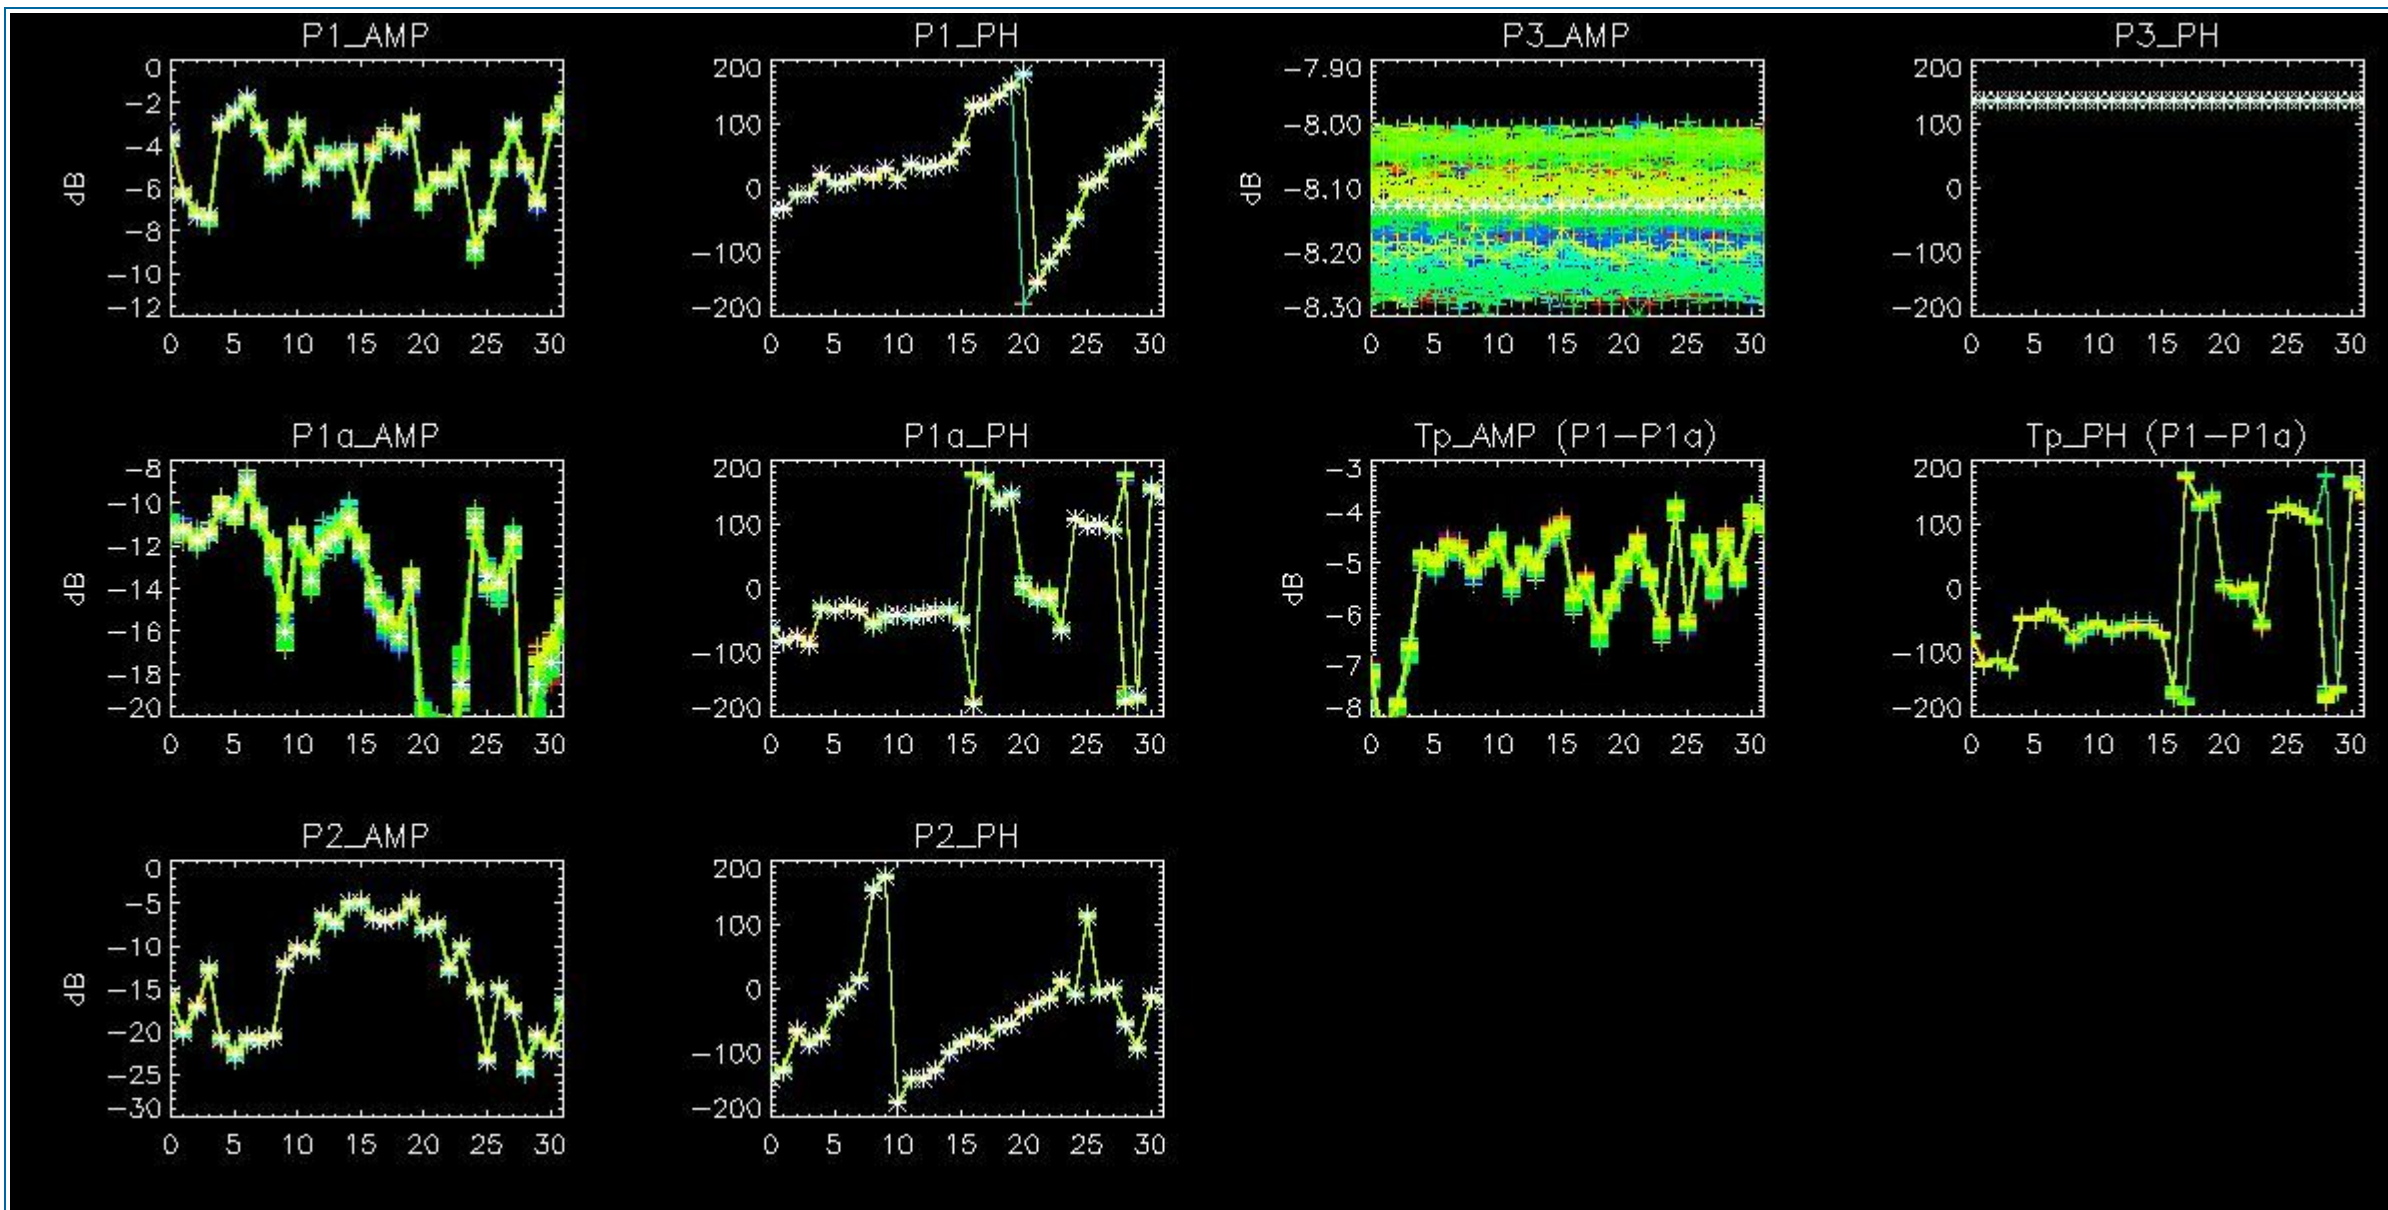 P1_AMP P1_PH P3_AMP P3_PH
0 200 −7.90 200
−2
100 −8.00 100
−4
dB −6 0 dB −8.10 0
−8
−100 −8.20 −100
−10
−12 −200 −8.30 −200
0 5 10 15 20 25 30 0 5 10 15 20 25 30 0 5 10 15 20 25 30 0 5 10 15 20 25 30
P1a_AMP P1a_PH Tp_AMP (P1−P1a) Tp_PH (P1−P1a)
−8 200 −3 200
−10
100 −4 100
−12
dB −14 0 dB −5 0
−16 −6
−100 −100
−18 −7
−20 −200 −8 −200
0 5 10 15 20 25 30 0 5 10 15 20 25 30 0 5 10 15 20 25 30 0 5 10 15 20 25 30
P2_AMP P2_PH
0 200
−5 100
−10
dB −15 0
−20
−100
−25
−30 −200
0 5 10 15 20 25 30 0 5 10 15 20 25 30